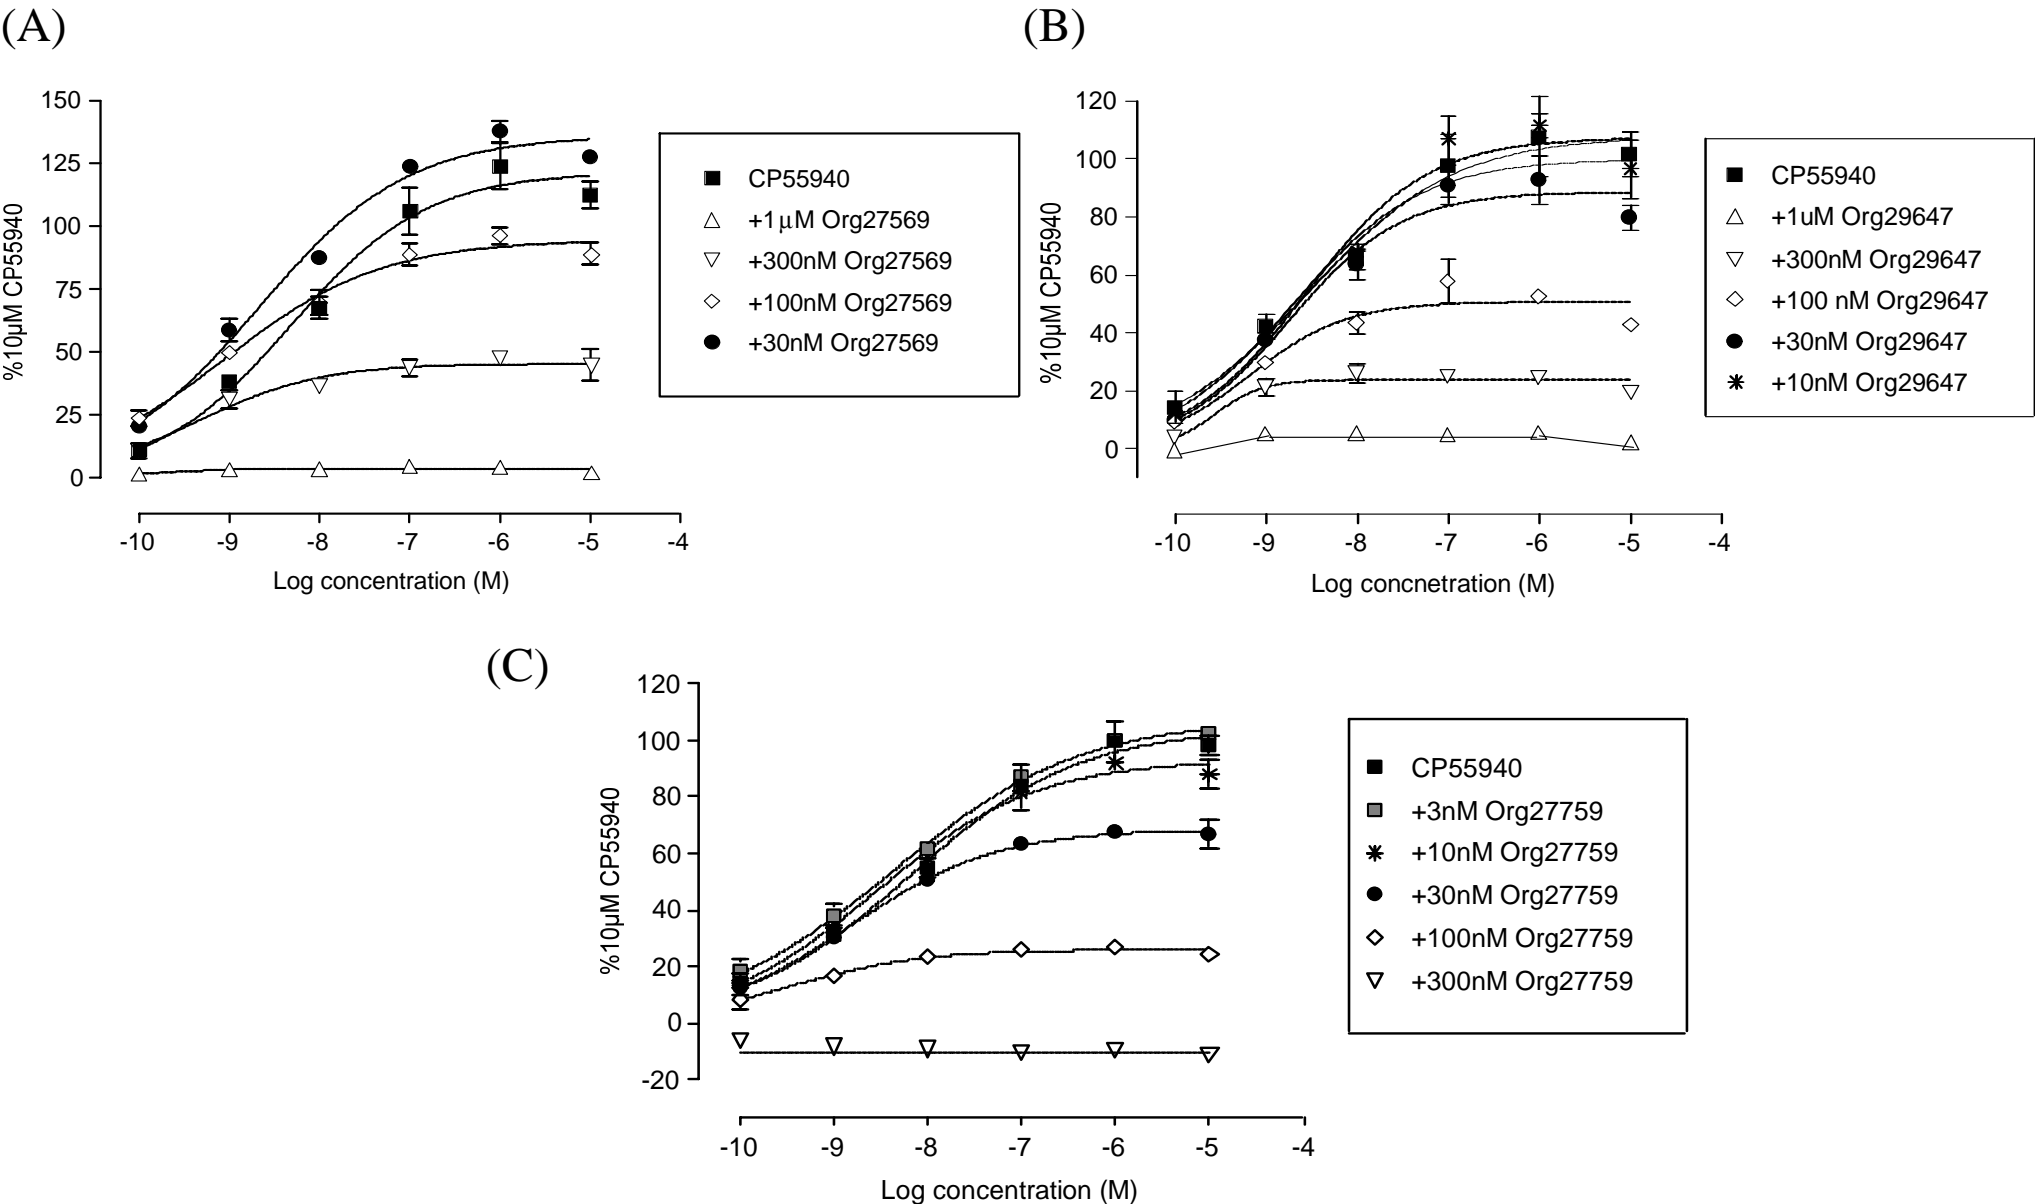 (A)
150
125
100
75
50
25
0
%10µM CP55940
-10 -9 -8 -7 -6 -5 -4
Log concentration (M)
CP55940
+1µM Org27569
+300nM Org27569
+100nM Org27569
+30nM Org27569
(B)
120
100
80
60
40
20
0
%10µM CP55940
-10 -9 -8 -7 -6 -5 -4
Log concnetration (M)
CP55940
+1uM Org29647
+300nM Org29647
+100 nM Org29647
+30nM Org29647
+10nM Org29647
(C)
120
100
80
60
40
20
0
-20
%10µM CP55940
-10 -9 -8 -7 -6 -5 -4
Log concentration (M)
CP55940
+3nM Org27759
+10nM Org27759
+30nM Org27759
+100nM Org27759
+300nM Org27759